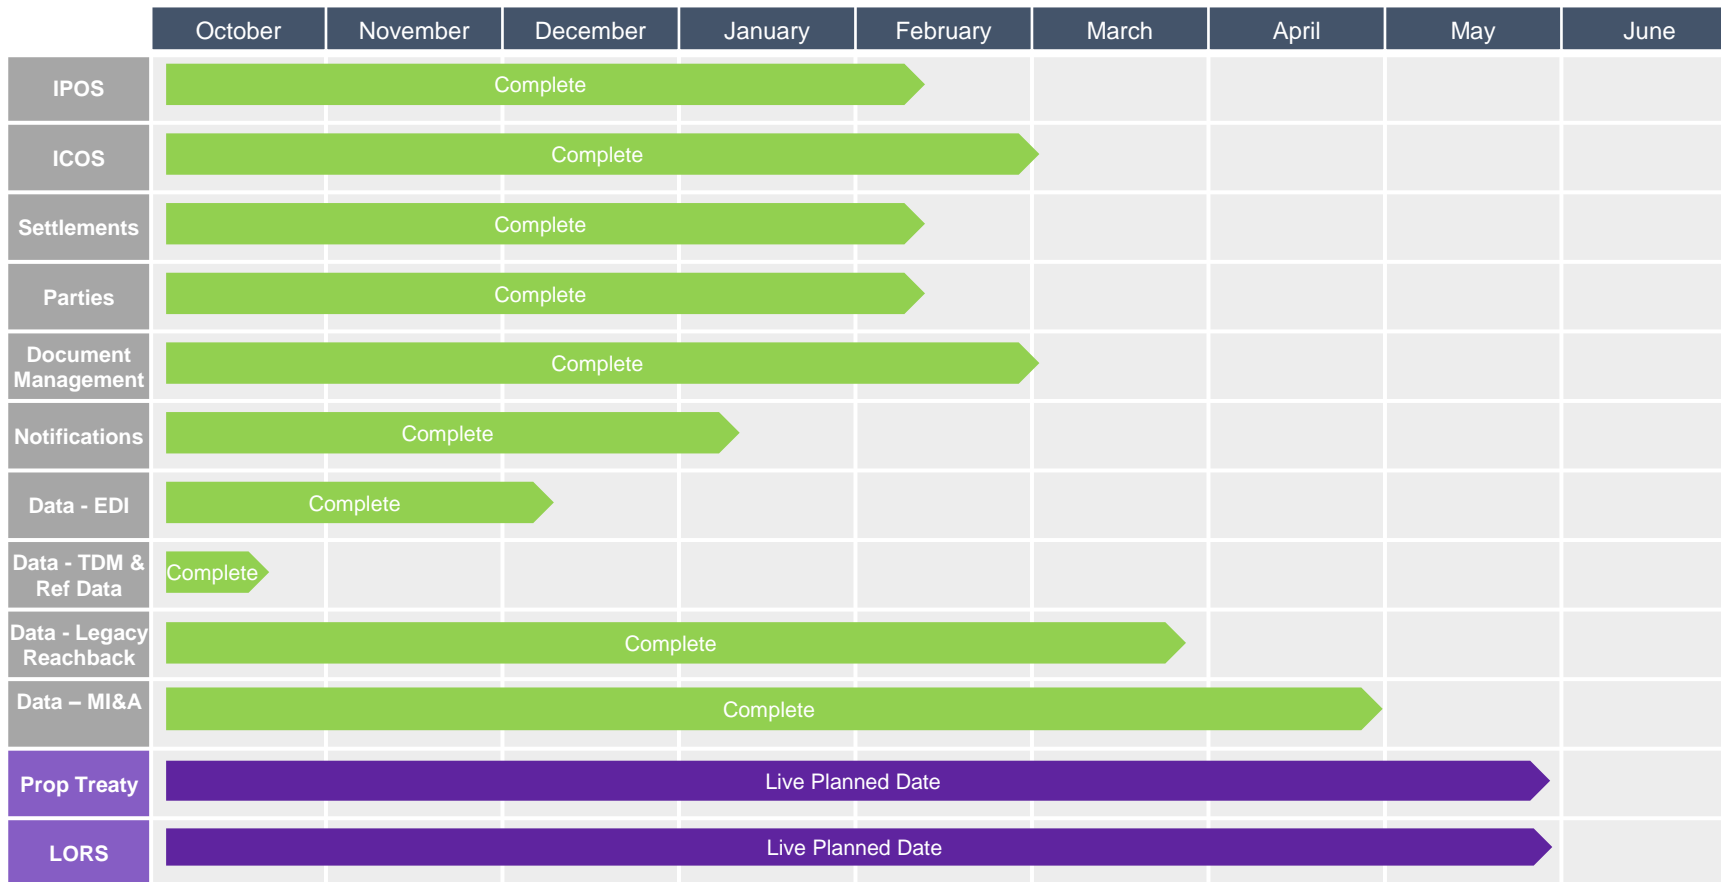 October November December January February March April May June
IPOS Complete
ICOS Complete
Settlements Complete
Parties Complete
Document
Management
Complete
Notifications Complete
Data - EDI Complete
Data - TDM &
Ref Data
Complete
Data - Legacy
Reachback
Complete
Data – MI&A Complete
Prop Treaty Live Planned Date
LORS Live Planned Date